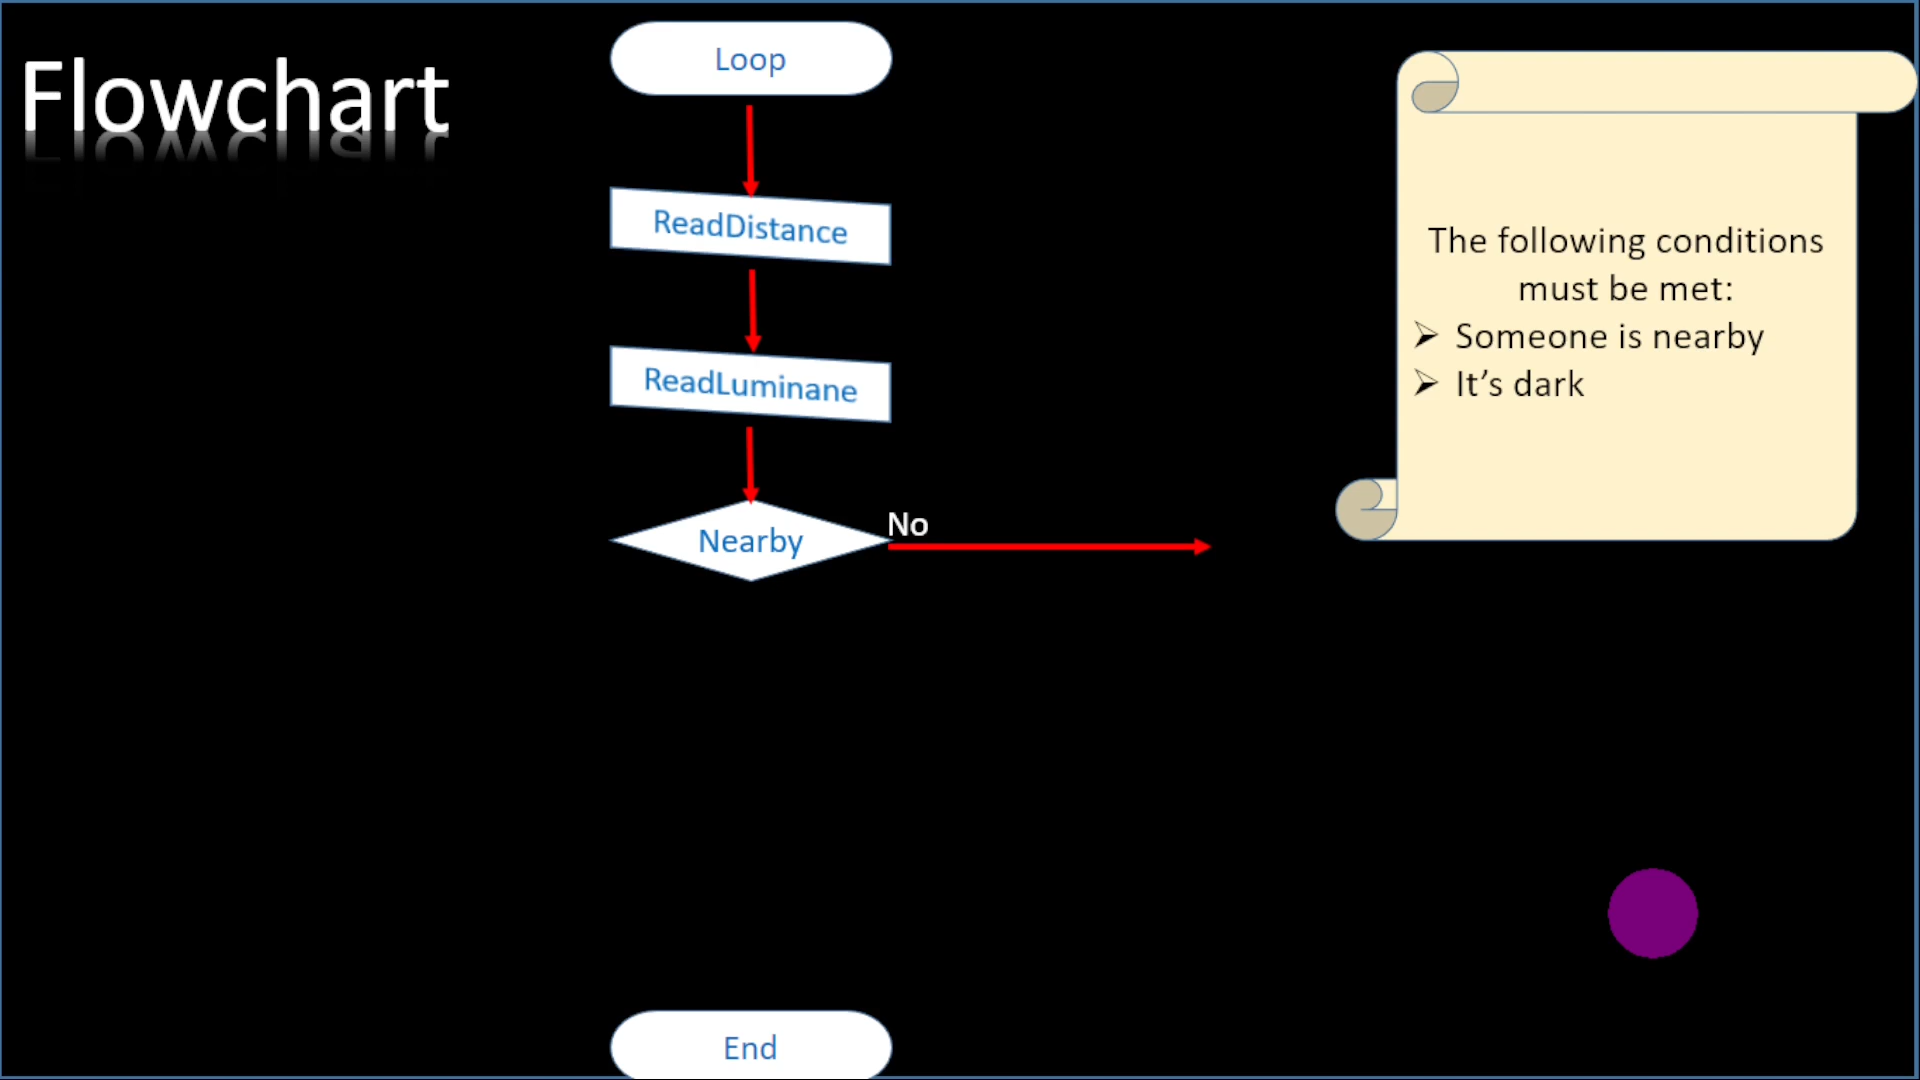 Flowchart
Loop
ReadDistance
ReadLuminane
Nearby
No
End
The following conditions
must be met:
➢ Someone is nearby
➢ It’s dark